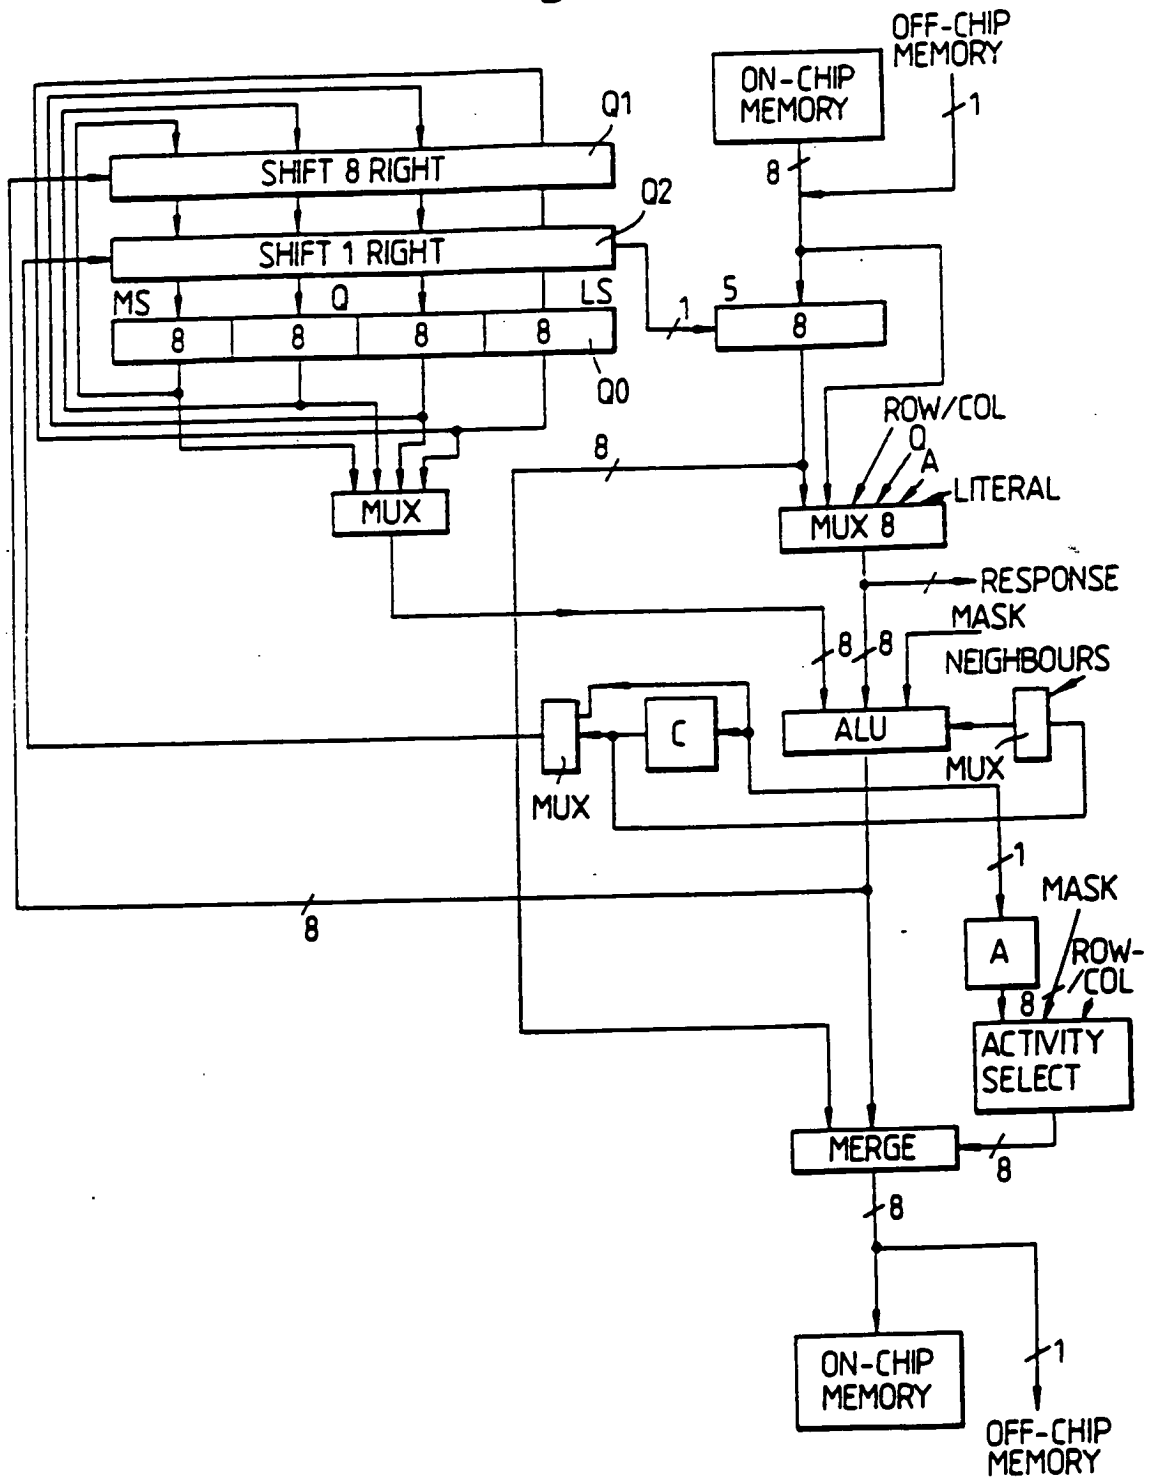 OFF-CHIP
MEMORY
ON-CHIP
MEMORY
1
8
Q1
SHIFT 8 RIGHT
Q2
SHIFT 1 RIGHT
MS
Q
LS
8
8
8
8
Q0
1
S
8
ROW/COL
Q
A
LITERAL
8
MUX
MUX 8
RESPONSE
MASK
8
8
NEIGHBOURS
C
ALU
MUX
MUX
1
8
MASK
A
ROW-
/COL
8
ACTIVITY
SELECT
MERGE
8
8
ON-CHIP
MEMORY
1
OFF-CHIP
MEMORY